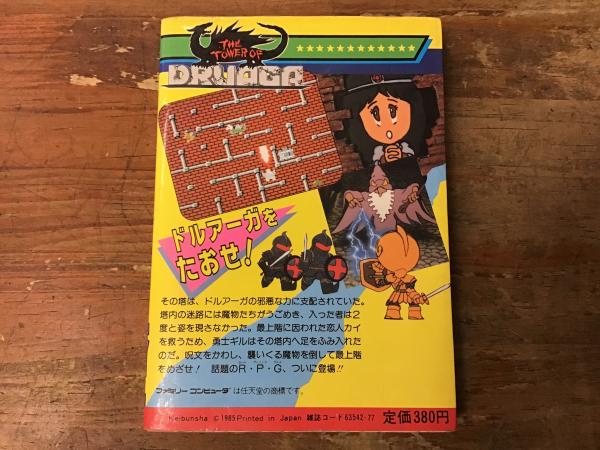 THE
TOWER OF
DRUAGA
ドルアーガを
たおせ!
その塔は、ドルアーガの邪悪な力に支配されていた。
塔内の迷路には魔物たちがうごめき、入った者は2
度と姿を現さなかった。最上階に囚われた恋人カイ
を救うため、勇士ギルはその塔内へ足をふみ入れた
のだ。呪文をかわし、襲いくる魔物を倒して最上階
をめざせ! 話題のR・P・G、ついに登場!!
ファミリーコンピュータは任天堂の商標です。
Keibunsha ©1985 Printed in Japan 雑誌コード 63542-77 定価380円